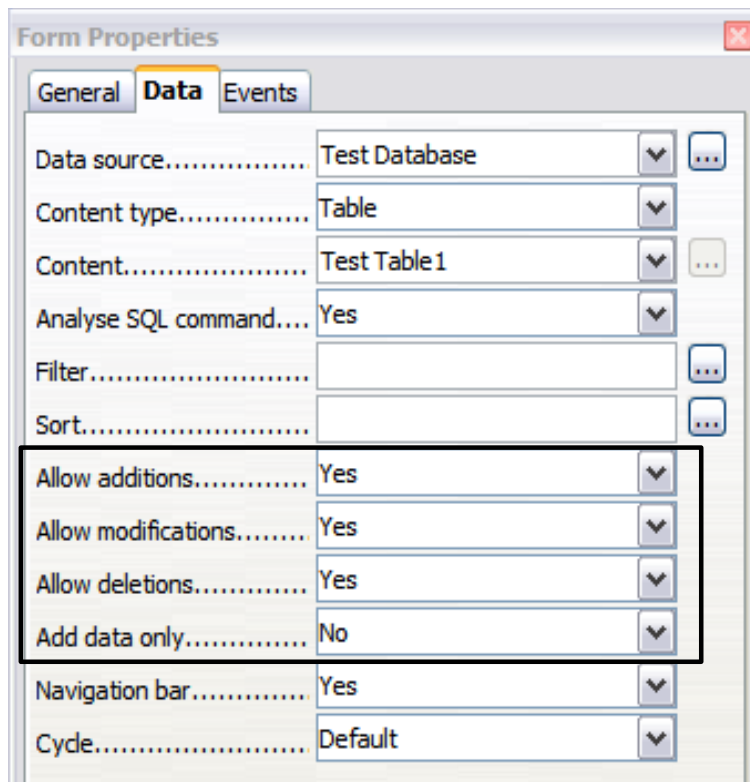 Form Properties
General Data Events
Data source................. Test Database ...
Content type............... Table
Content..................... Test Table1 ...
Analyse SQL command.... Yes
Filter......................... ...
Sort.......................... ...
Allow additions............. Yes
Allow modifications........ Yes
Allow deletions............. Yes
Add data only.............. No
Navigation bar............. Yes
Cycle......................... Default